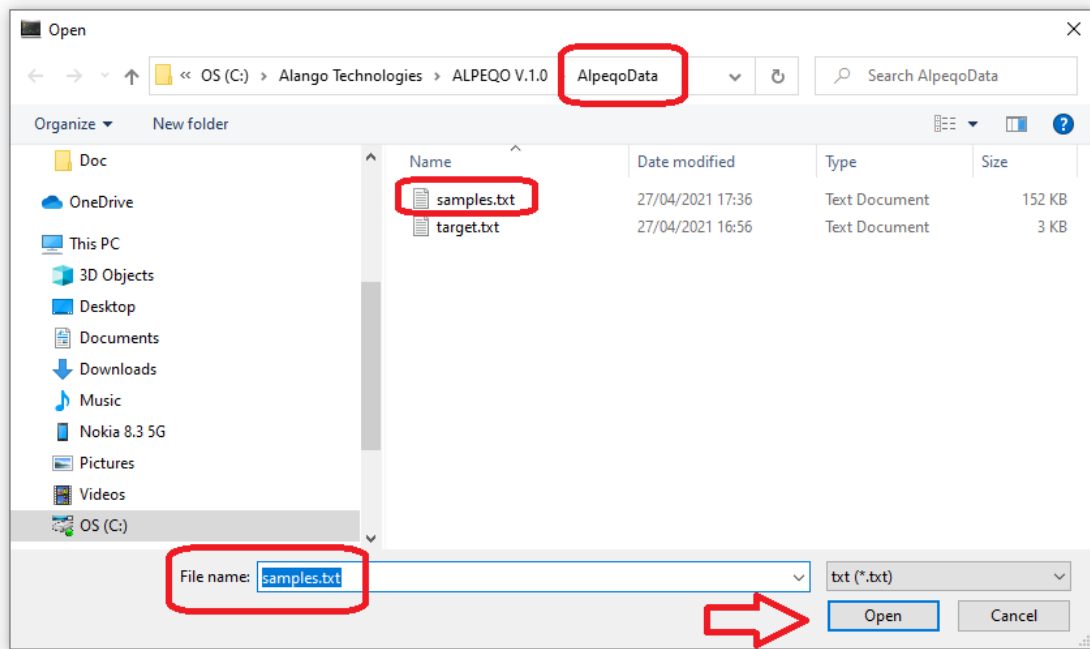 Open
« OS (C:) › Alango Technologies › ALPEQO V.1.0 AlpeqoData
Search AlpeqoData
Organize
New folder
Doc
OneDrive
This PC
3D Objects
Desktop
Documents
Downloads
Music
Nokia 8.3 5G
Pictures
Videos
OS (C:)
Name Date modified Type Size
samples.txt 27/04/2021 17:36 Text Document 152 KB
target.txt 27/04/2021 16:56 Text Document 3 KB
File name: samples.txt
txt (*.txt)
Open
Cancel